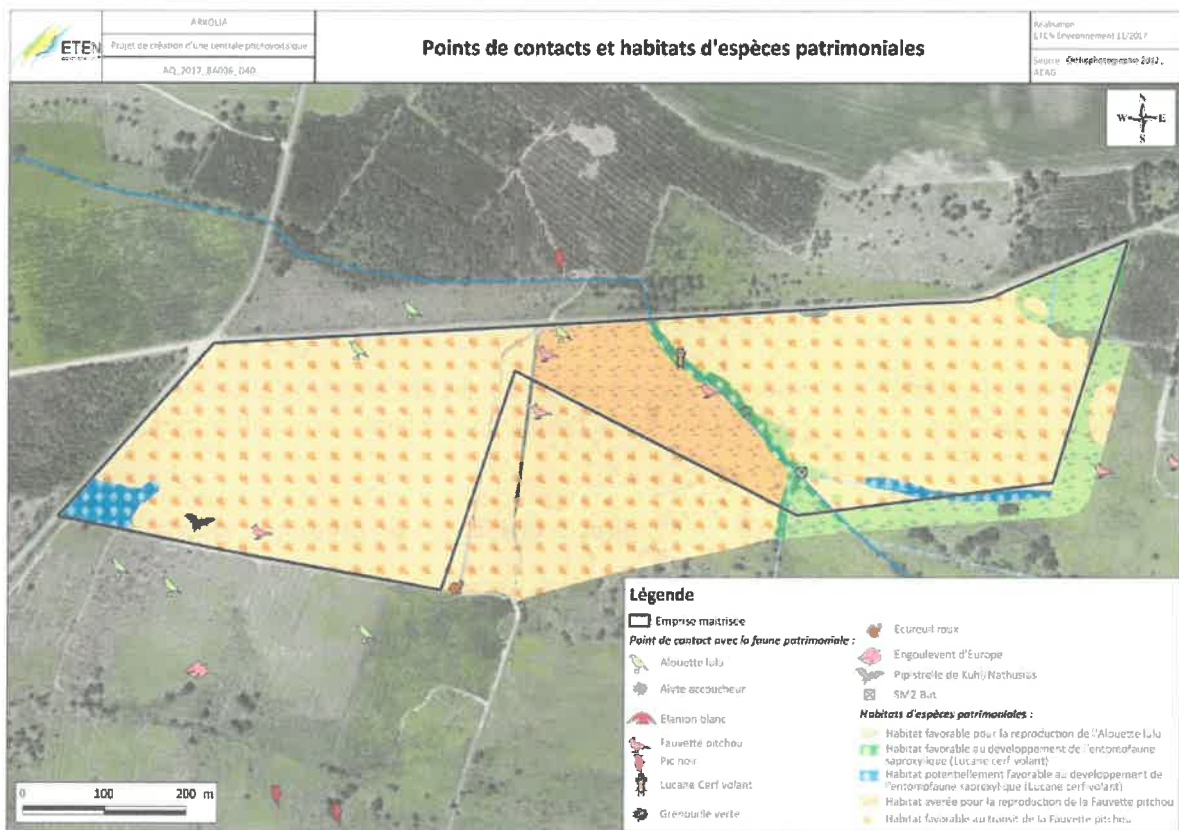 ETEN
ARKOLIA
Projet de création d'une centrale photovoltaïque
AQ_2017_BA006_D40
Points de contacts et habitats d'espèces patrimoniales
Réalisation
ETEN Environnement 11/2017
Source : Orthophotographie 2012,
AEAG
N
W E
S
Légende
Emprise maitrisée
Point de contact avec la faune patrimoniale :
Alouette lulu
Alyte accoucheur
Elanion blanc
Fauvette pitchou
Pic noir
Lucane Cerf volant
Grenouille verte
Ecureuil roux
Engoulevent d'Europe
Pipistrelle de Kuhl/Nathusius
SM2 Bat
Habitats d'espèces patrimoniales :
Habitat favorable pour la reproduction de l'Alouette lulu
Habitat favorable au développement de l'entomofaune
saproxylique (Lucane cerf volant)
Habitat potentiellement favorable au développement de
l'entomofaune saproxylique (Lucane cerf-volant)
Habitat avérée pour la reproduction de la Fauvette pitchou
Habitat favorable au transit de la Fauvette pitchou
0 100 200 m